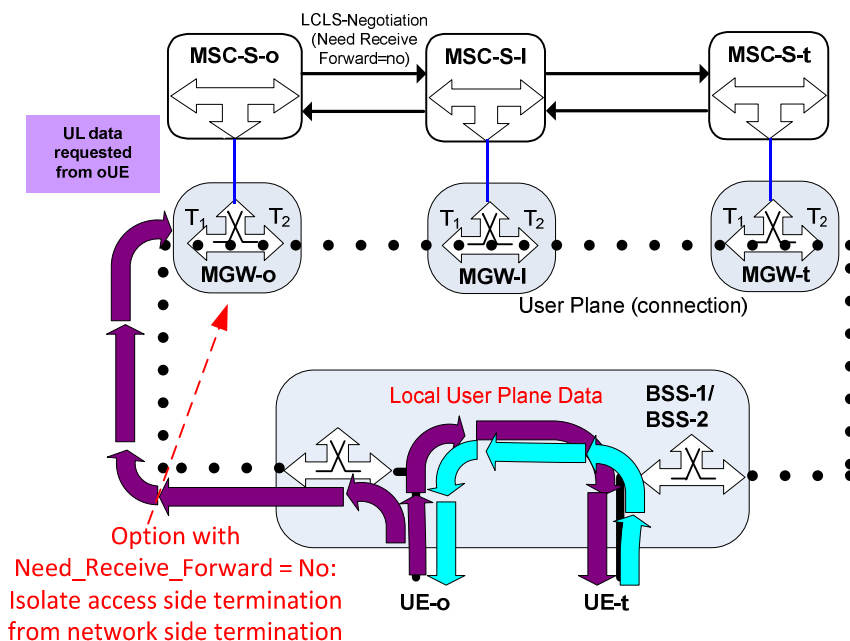 LCLS-Negotiation
(Need Receive
Forward=no)
MSC-S-o
MSC-S-I
MSC-S-t
UL data
requested
from oUE
T1
T2
MGW-o
T1
T2
MGW-I
T1
T2
MGW-t
User Plane (connection)
Local User Plane Data
BSS-1/
BSS-2
Option with
Need_Receive_Forward = No:
Isolate access side termination
from network side termination
UE-o
UE-t